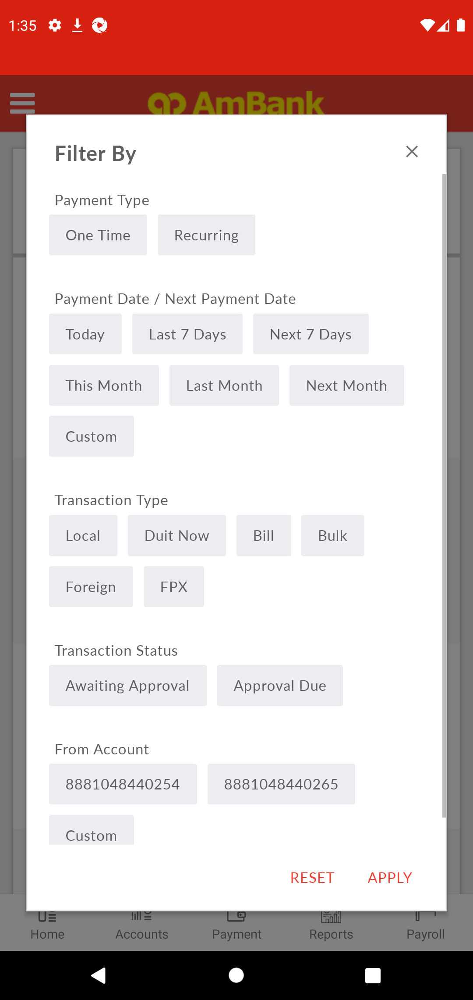 1:35
AmBank
Filter By
Payment Type
One Time Recurring
Payment Date / Next Payment Date
Today Last 7 Days Next 7 Days
This Month Last Month Next Month
Custom
Transaction Type
Local Duit Now Bill Bulk
Foreign FPX
Transaction Status
Awaiting Approval Approval Due
From Account
8881048440254 8881048440265
Custom
RESET APPLY
Home Accounts Payment Reports Payroll